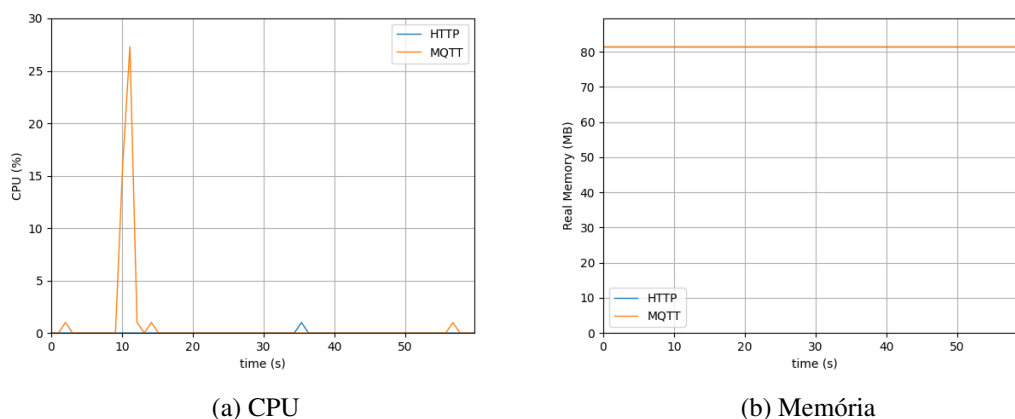 30
25
20
15
10
5
0
CPU (%)
HTTP
MQTT
0 10 20 30 40 50
time (s)
(a) CPU
80
70
60
50
40
30
20
10
0
Real Memory (MB)
HTTP
MQTT
0 10 20 30 40 50
time (s)
(b) Memória